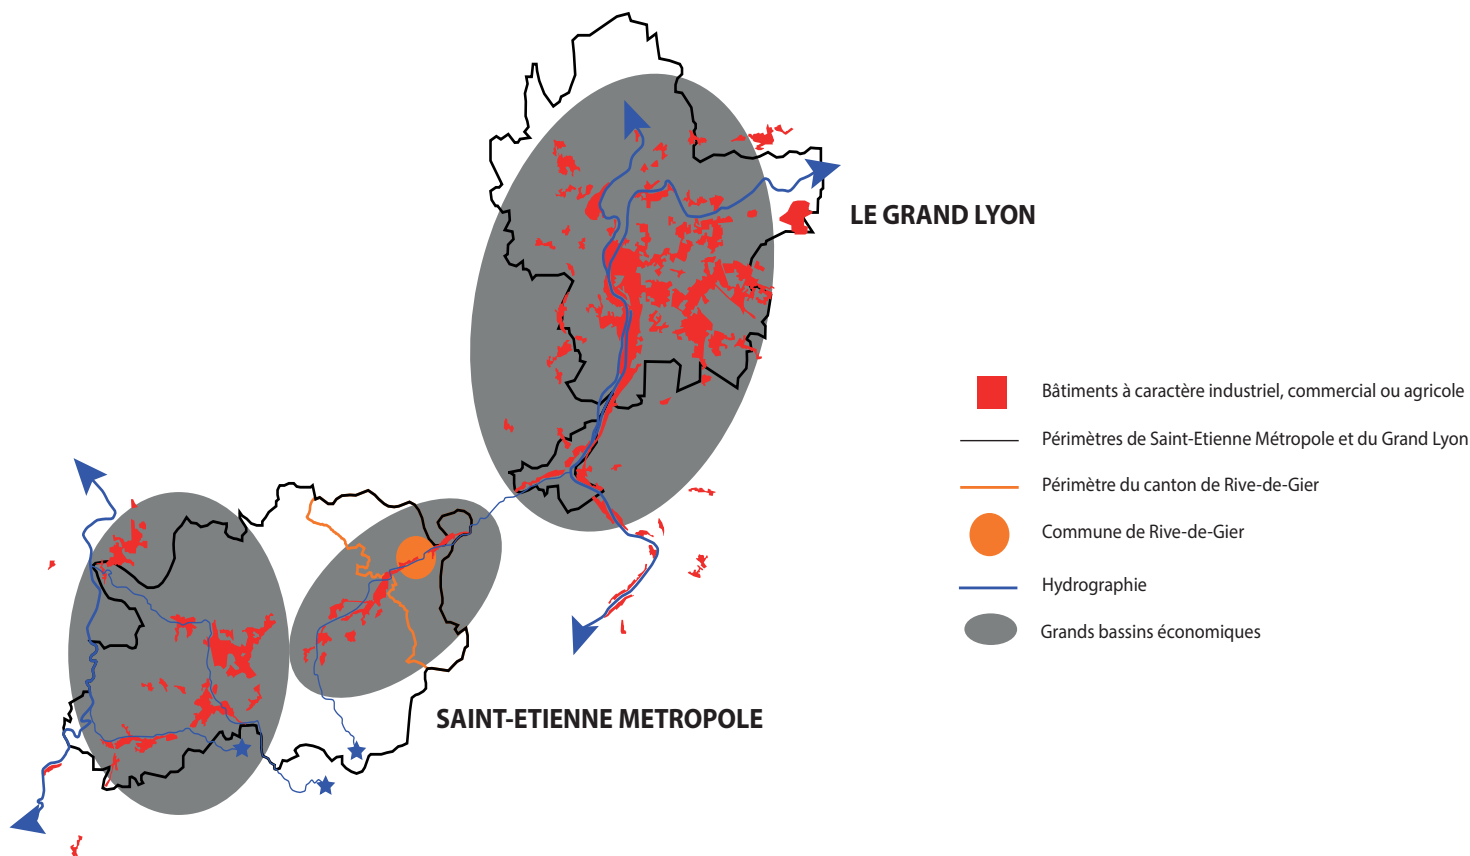 LE GRAND LYON
Bâtiments à caractère industriel, commercial ou agricole
Périmètres de Saint-Etienne Métropole et du Grand Lyon
Périmètre du canton de Rive-de-Gier
Commune de Rive-de-Gier
Hydrographie
Grands bassins économiques
SAINT-ETIENNE METROPOLE